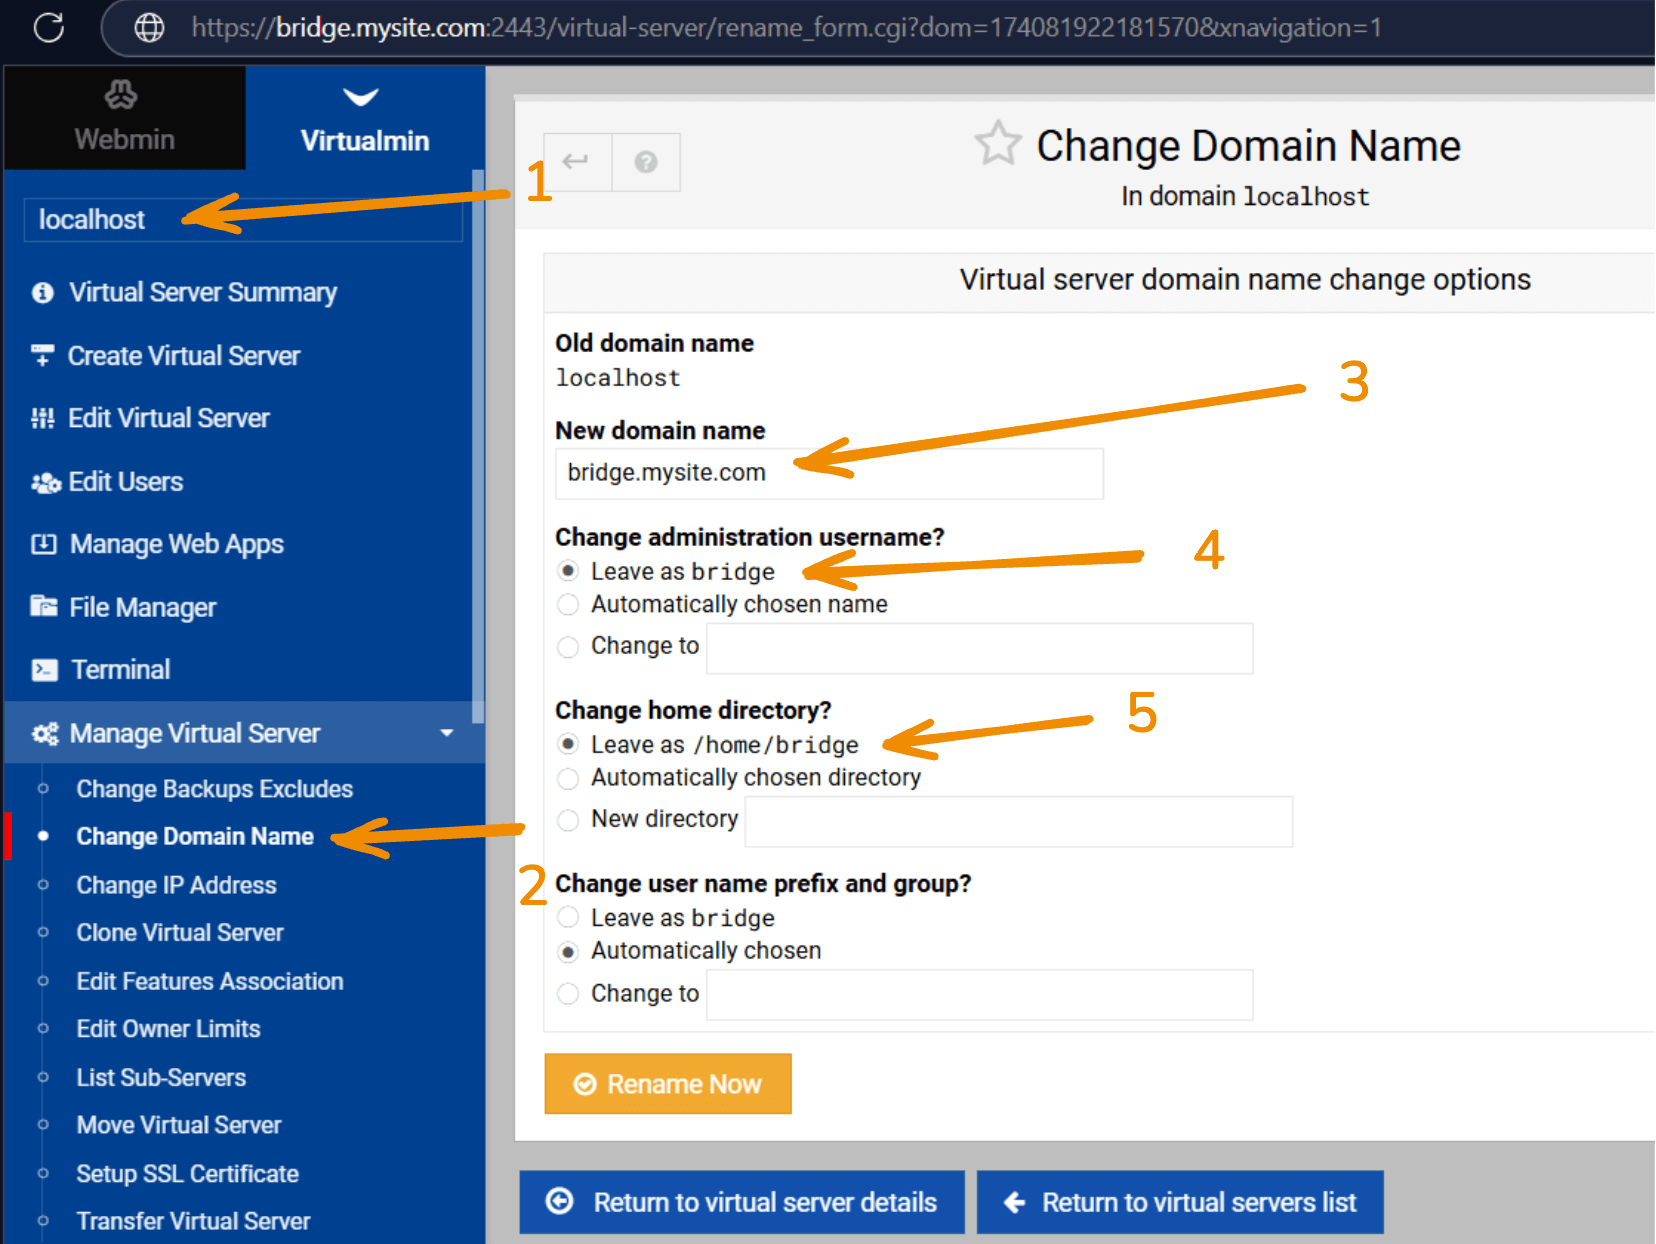 https://bridge.mysite.com:2443/virtual-server/rename_form.cgi?dom=174081922181570&xnavigation=1
Webmin
Virtualmin
localhost
1
Virtual Server Summary
Create Virtual Server
Edit Virtual Server
Edit Users
Manage Web Apps
File Manager
Terminal
Manage Virtual Server
Change Backups Excludes
Change Domain Name
2
Change IP Address
Clone Virtual Server
Edit Features Association
Edit Owner Limits
List Sub-Servers
Move Virtual Server
Setup SSL Certificate
Transfer Virtual Server
?
Change Domain Name
In domain localhost
Virtual server domain name change options
Old domain name
localhost
New domain name
bridge.mysite.com
3
Change administration username?
Leave as bridge
4
Automatically chosen name
Change to
Change home directory?
Leave as /home/bridge
5
Automatically chosen directory
New directory
Change user name prefix and group?
Leave as bridge
Automatically chosen
Change to
Rename Now
Return to virtual server details
Return to virtual servers list